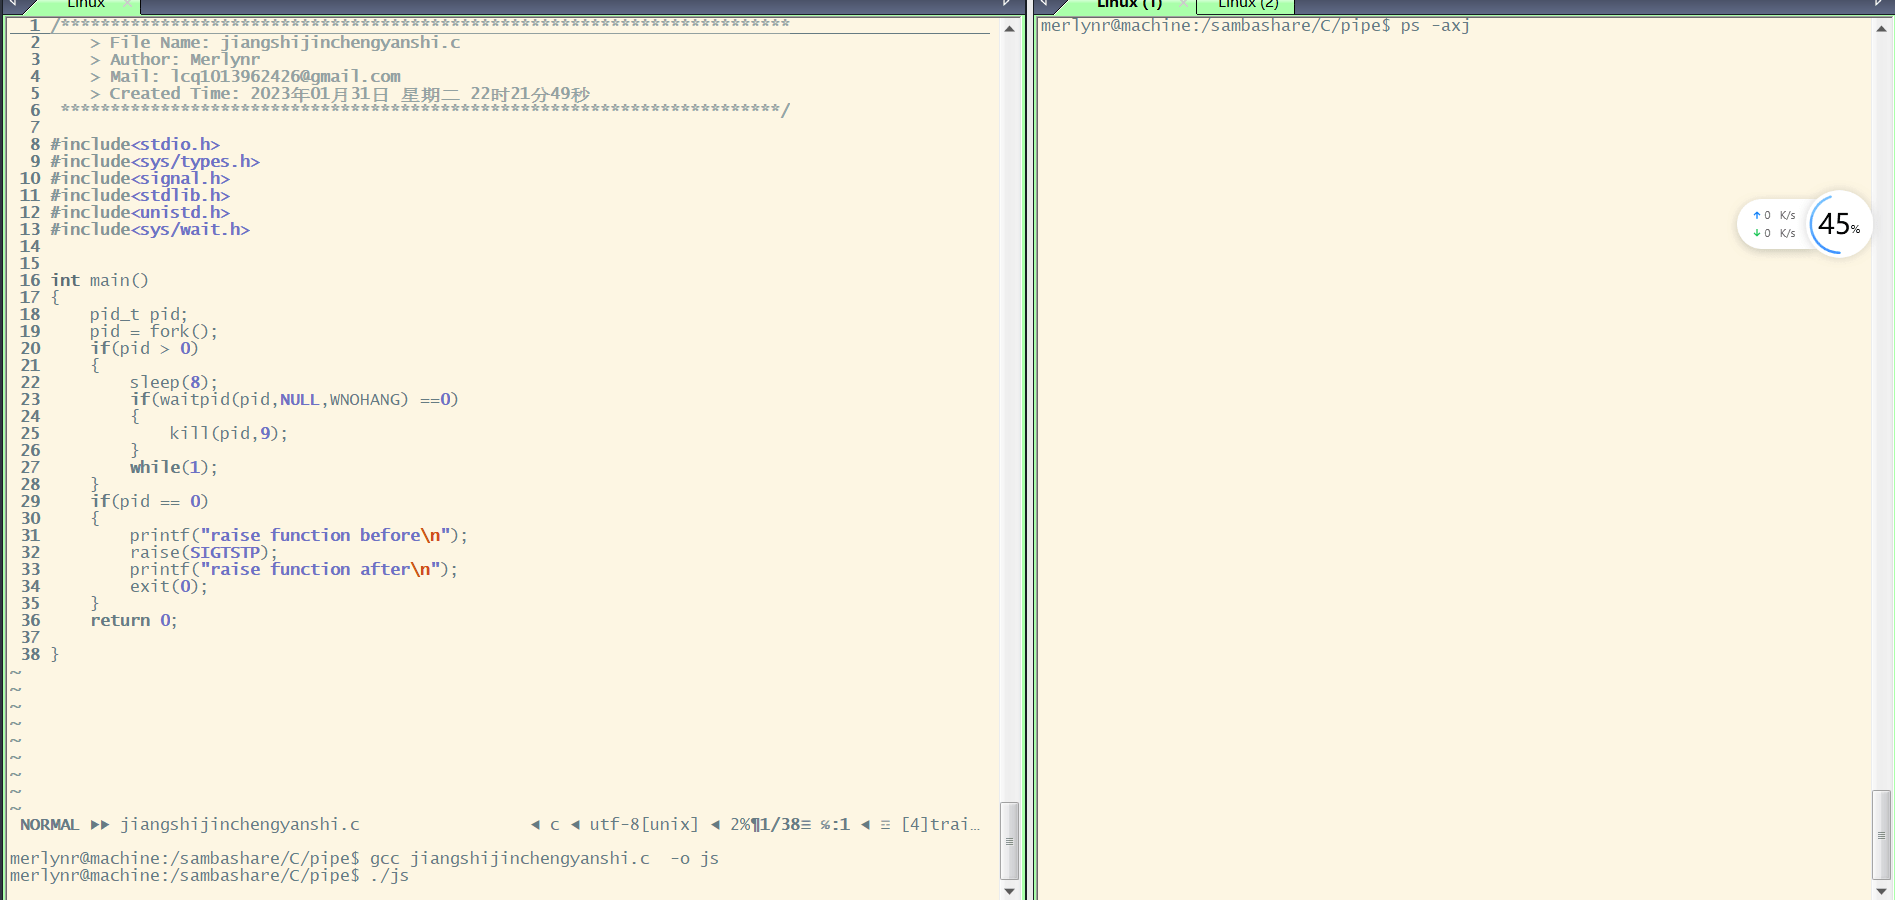 Linux
1 /*************************************************************************
2     > File Name: jiangshijinchengyanshi.c
3     > Author: Merlynr
4     > Mail: lcq1013962426@gmail.com
5     > Created Time: 2023年01月31日 星期二 22时21分49秒
6  ************************************************************************/
7
8 #include<stdio.h>
9 #include<sys/types.h>
10 #include<signal.h>
11 #include<stdlib.h>
12 #include<unistd.h>
13 #include<sys/wait.h>
14
15
16 int main()
17 {
18     pid_t pid;
19     pid = fork();
20     if(pid > 0)
21     {
22         sleep(8);
23         if(waitpid(pid,NULL,WNOHANG) ==0)
24         {
25             kill(pid,9);
26         }
27         while(1);
28     }
29     if(pid == 0)
30     {
31         printf("raise function before\n");
32         raise(SIGTSTP);
33         printf("raise function after\n");
34         exit(0);
35     }
36     return 0;
37
38 }
~
~
~
~
~
~
~
~
~
NORMAL ▶▶ jiangshijinchengyanshi.c ◀ c ◀ utf-8[unix] ◀ 2%¶1/38≡ ℅:1 ◀ ☲ [4]trai…
merlynr@machine:/sambashare/C/pipe$ gcc jiangshijinchengyanshi.c  -o js
merlynr@machine:/sambashare/C/pipe$ ./js
Linux (1) Linux (2)
merlynr@machine:/sambashare/C/pipe$ ps -axj
↑ 0 K/s
↓ 0 K/s
45%